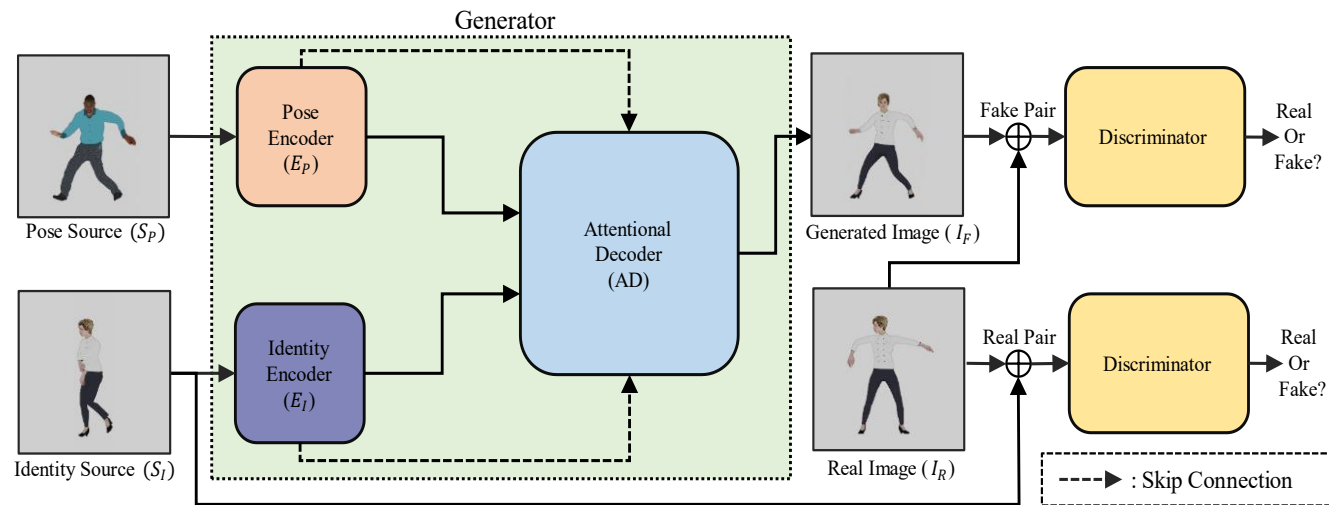 Generator
Pose
Encoder
(E_P)
Pose Source (S_P)
Identity
Encoder
(E_I)
Identity Source (S_I)
Attentional
Decoder
(AD)
Generated Image ( I_F)
Fake Pair
Discriminator
Real
Or
Fake?
Real Image ( I_R)
Real Pair
Discriminator
Real
Or
Fake?
: Skip Connection